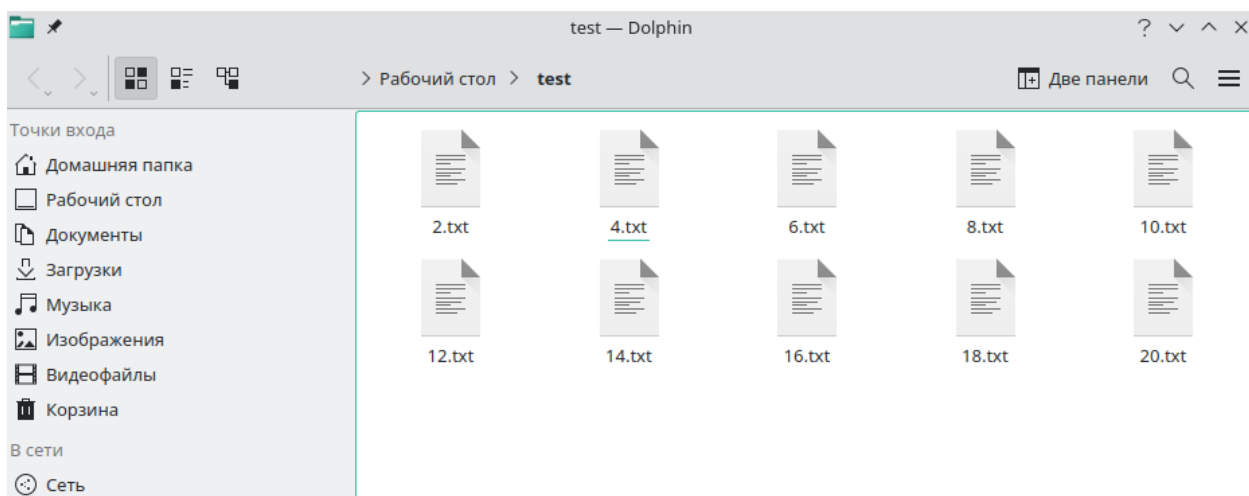 test — Dolphin
Рабочий стол > test
Две панели
Точки входа
Домашняя папка
Рабочий стол
Документы
Загрузки
Музыка
Изображения
Видеофайлы
Корзина
В сети
Сеть
2.txt 4.txt 6.txt 8.txt 10.txt
12.txt 14.txt 16.txt 18.txt 20.txt